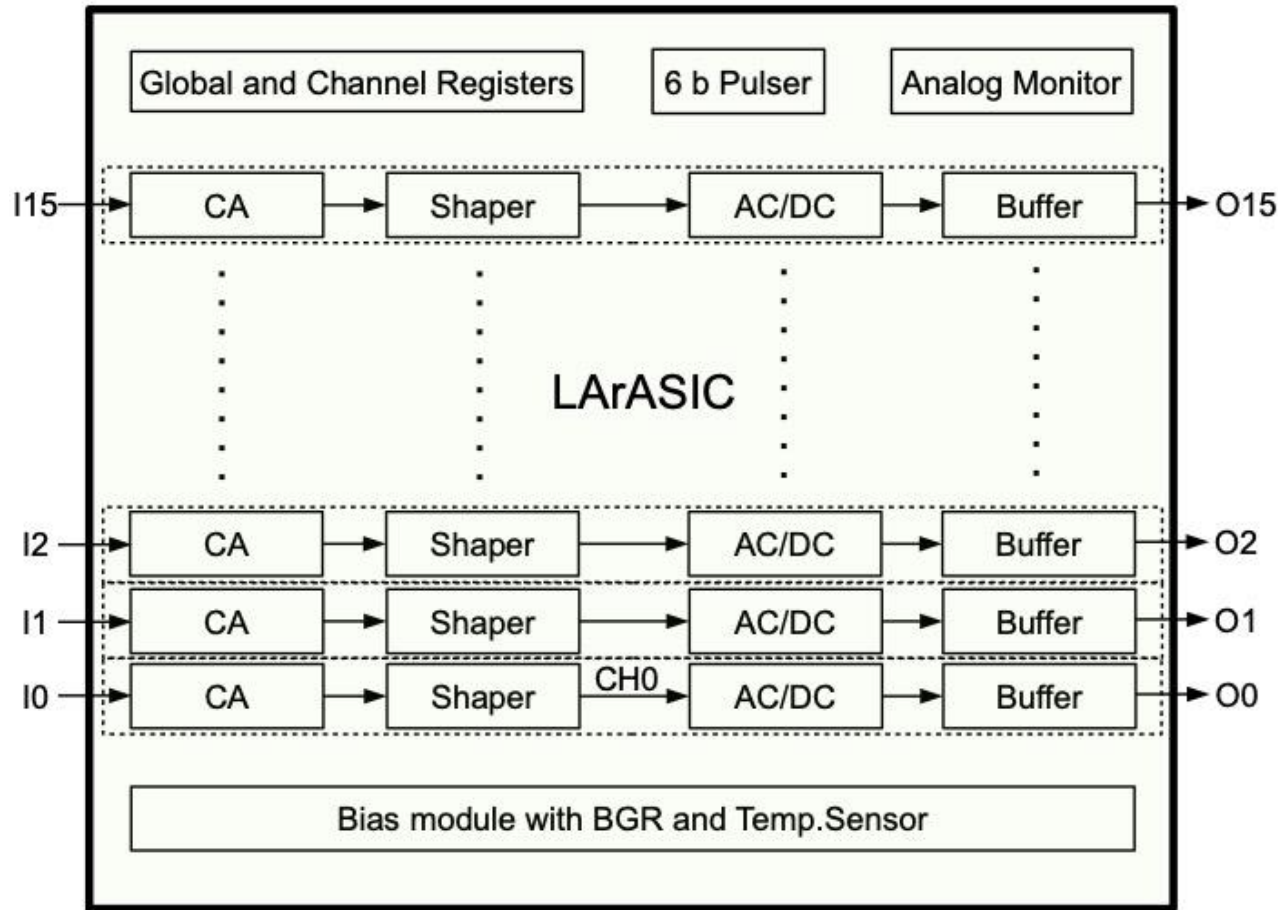 Global and Channel Registers
6 b Pulser
Analog Monitor
I15
CA
Shaper
AC/DC
Buffer
O15
LArASIC
I2
CA
Shaper
AC/DC
Buffer
O2
I1
CA
Shaper
AC/DC
Buffer
O1
I0
CA
Shaper
CH0
AC/DC
Buffer
O0
Bias module with BGR and Temp.Sensor